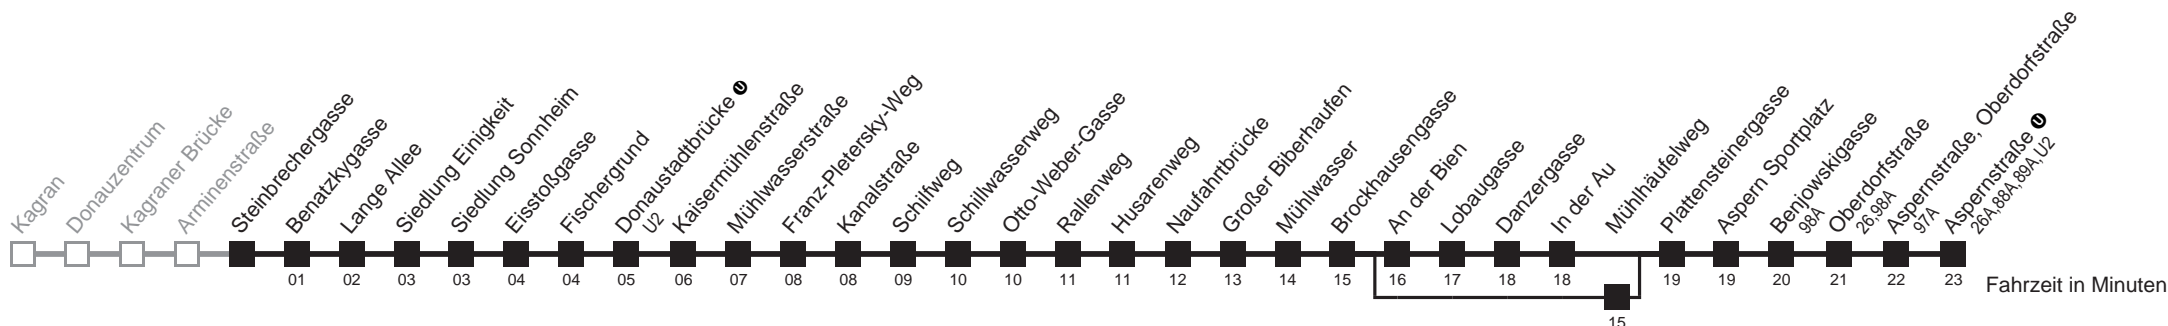 Kagran
Donauzentrum
Kagraner Brücke
Arminenstraße
Steinbrechergasse
Benatzkygasse
Lange Allee
Siedlung Einigkeit
Siedlung Sonnheim
Eisstoßgasse
Fischergrund
Donaustadtbrücke U
U2
Kaisermühlenstraße
Mühlwasserstraße
Franz-Pletersky-Weg
Kanalstraße
Schilfweg
Schillwasserweg
Otto-Weber-Gasse
Rallenweg
Husarenweg
Naufahrtbrücke
Großer Biberhaufen
Mühlwasser
Brockhausengasse
An der Bien
Lobaugasse
Danzergasse
In der Au
Mühlhäufelweg
Plattensteinergasse
Aspern Sportplatz
Benjowskigasse
98A
Oberdorfstraße
26,98A
Aspernstraße, Oberdorfstraße
97A
Aspernstraße U
26A,88A,89A,U2
01 02 03 03 04 04 05 06 07 08 08 09 10 10 11 11 12 13 14 15 16 17 18 18 19 19 20 21 22 23
Fahrzeit in Minuten
15